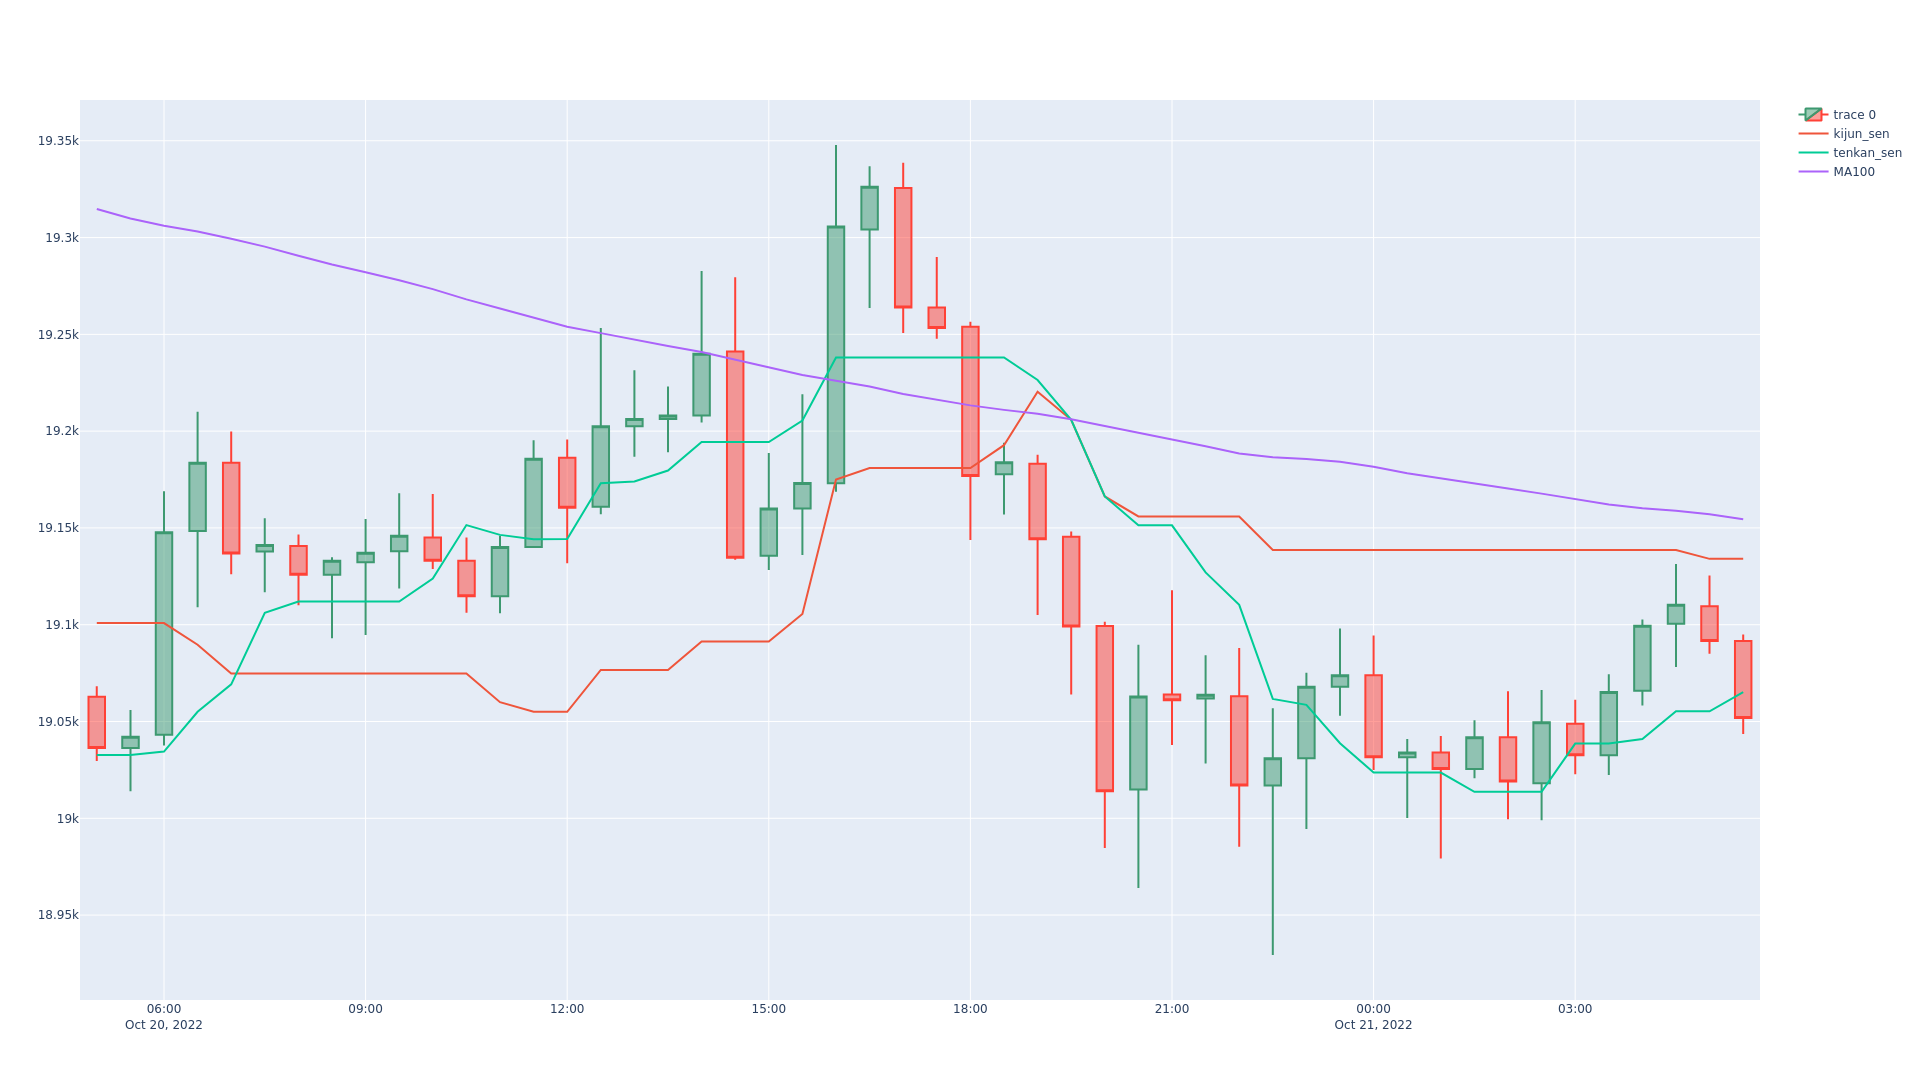 trace 0
kijun_sen
tenkan_sen
MA100
19.35k
19.3k
19.25k
19.2k
19.15k
19.1k
19.05k
19k
18.95k
06:00 09:00 12:00 15:00 18:00 21:00 00:00 03:00
Oct 20, 2022 Oct 21, 2022